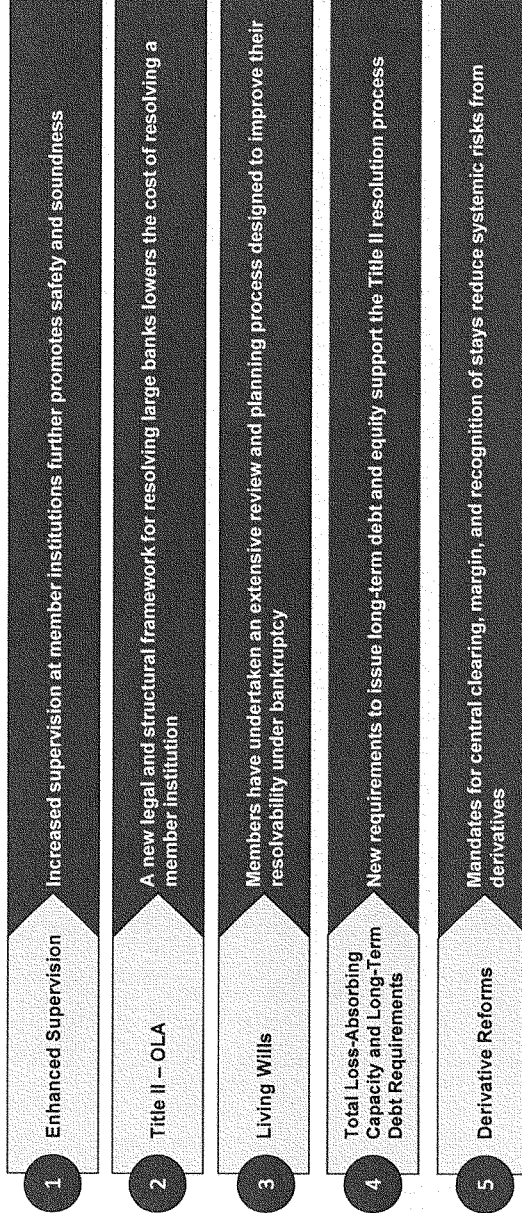 1
Enhanced Supervision
Increased supervision at member institutions further promotes safety and soundness
2
Title II – OLA
A new legal and structural framework for resolving large banks lowers the cost of resolving a
member institution
3
Living Wills
Members have undertaken an extensive review and planning process designed to improve their
resolvability under bankruptcy
4
Total Loss-Absorbing
Capacity and Long-Term
Debt Requirements
New requirements to issue long-term debt and equity support the Title II resolution process
5
Derivative Reforms
Mandates for central clearing, margin, and recognition of stays reduce systemic risks from
derivatives